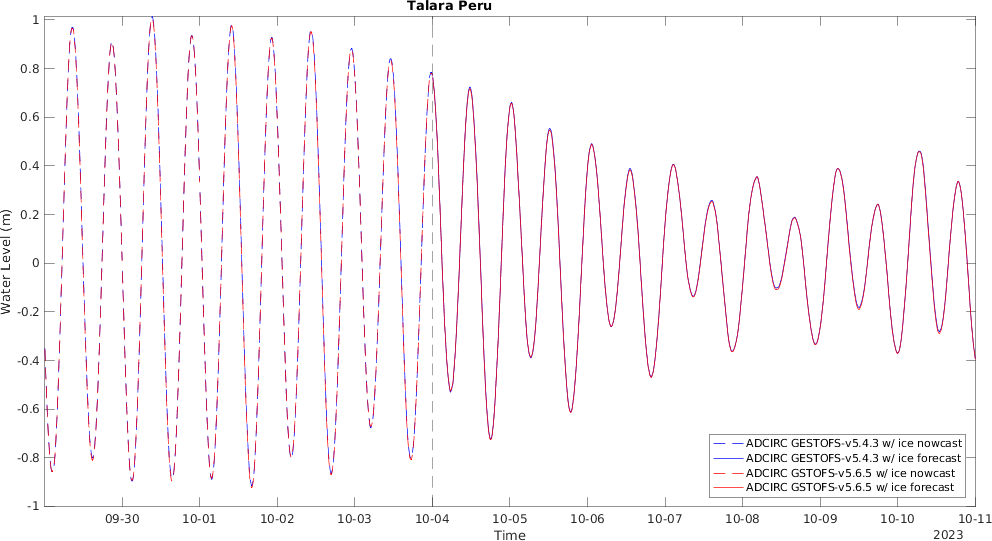 Talara Peru
1
0.8
0.6
0.4
0.2
0
-0.2
-0.4
-0.6
-0.8
-1
Water Level (m)
09-30 10-01 10-02 10-03 10-04 10-05 10-06 10-07 10-08 10-09 10-10 10-11
Time
2023
ADCIRC GESTOFS-v5.4.3 w/ ice nowcast
ADCIRC GESTOFS-v5.4.3 w/ ice forecast
ADCIRC GSTOFS-v5.6.5 w/ ice nowcast
ADCIRC GSTOFS-v5.6.5 w/ ice forecast